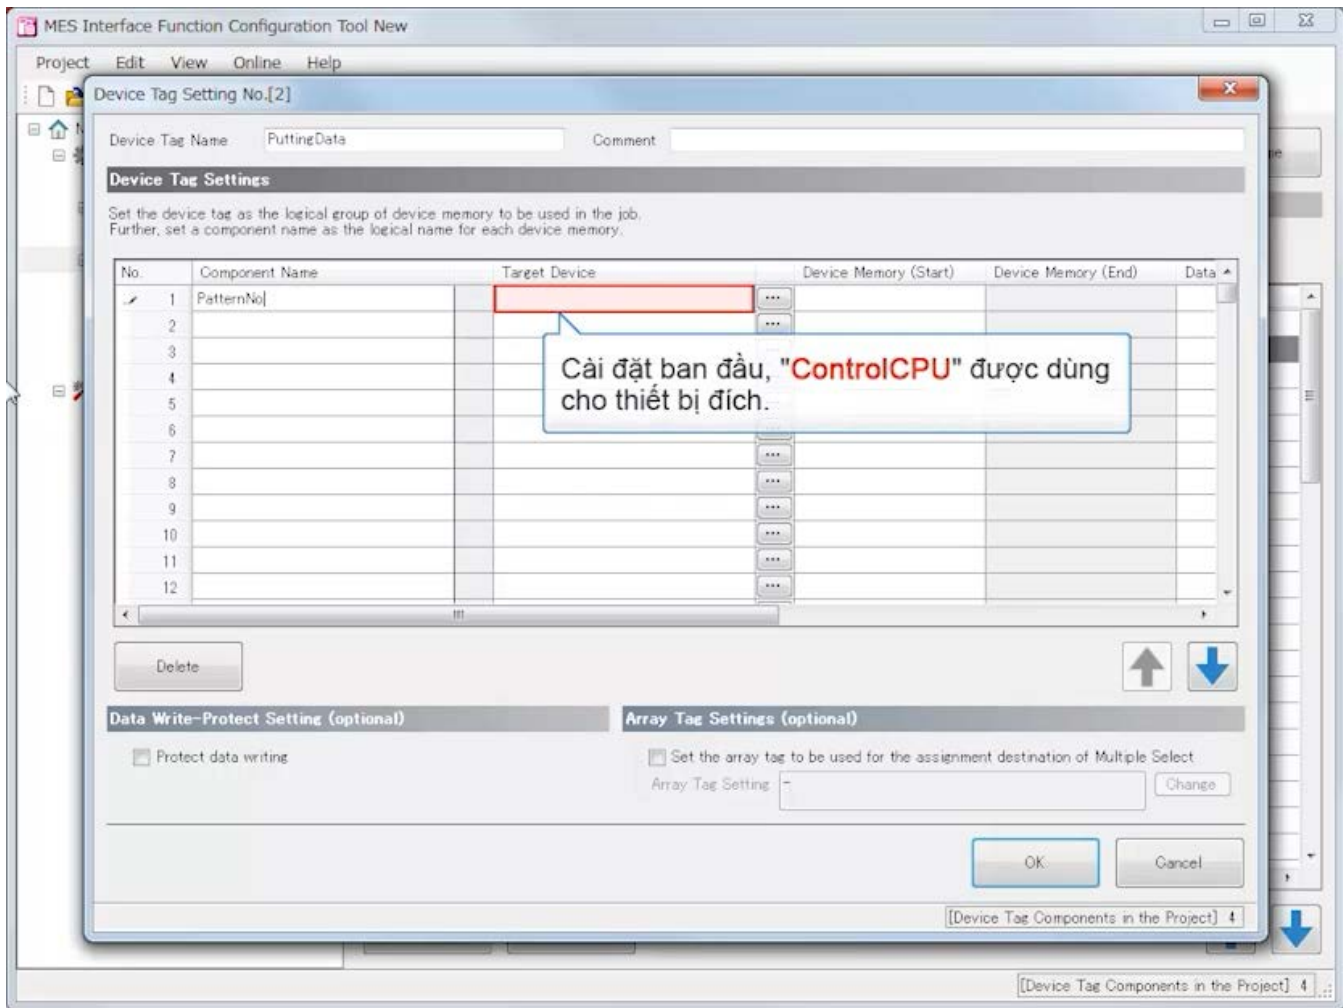 MES Interface Function Configuration Tool New
Project Edit View Online Help
Device Tag Setting No.[2]
Device Tag Name PuttingData Comment
Device Tag Settings
Set the device tag as the logical group of device memory to be used in the job.
Further, set a component name as the logical name for each device memory.
No. Component Name Target Device Device Memory (Start) Device Memory (End) Data
1 PatternNo ...
2 ...
3
Cài đặt ban đầu, "ControlCPU" được dùng
cho thiết bị đích.
4
5
6
7 ...
8 ...
9 ...
10 ...
11 ...
12 ...
Delete
Data Write-Protect Setting (optional) Array Tag Settings (optional)
Protect data writing Set the array tag to be used for the assignment destination of Multiple Select
Array Tag Setting - Change
OK Cancel
[Device Tag Components in the Project] 4
[Device Tag Components in the Project] 4